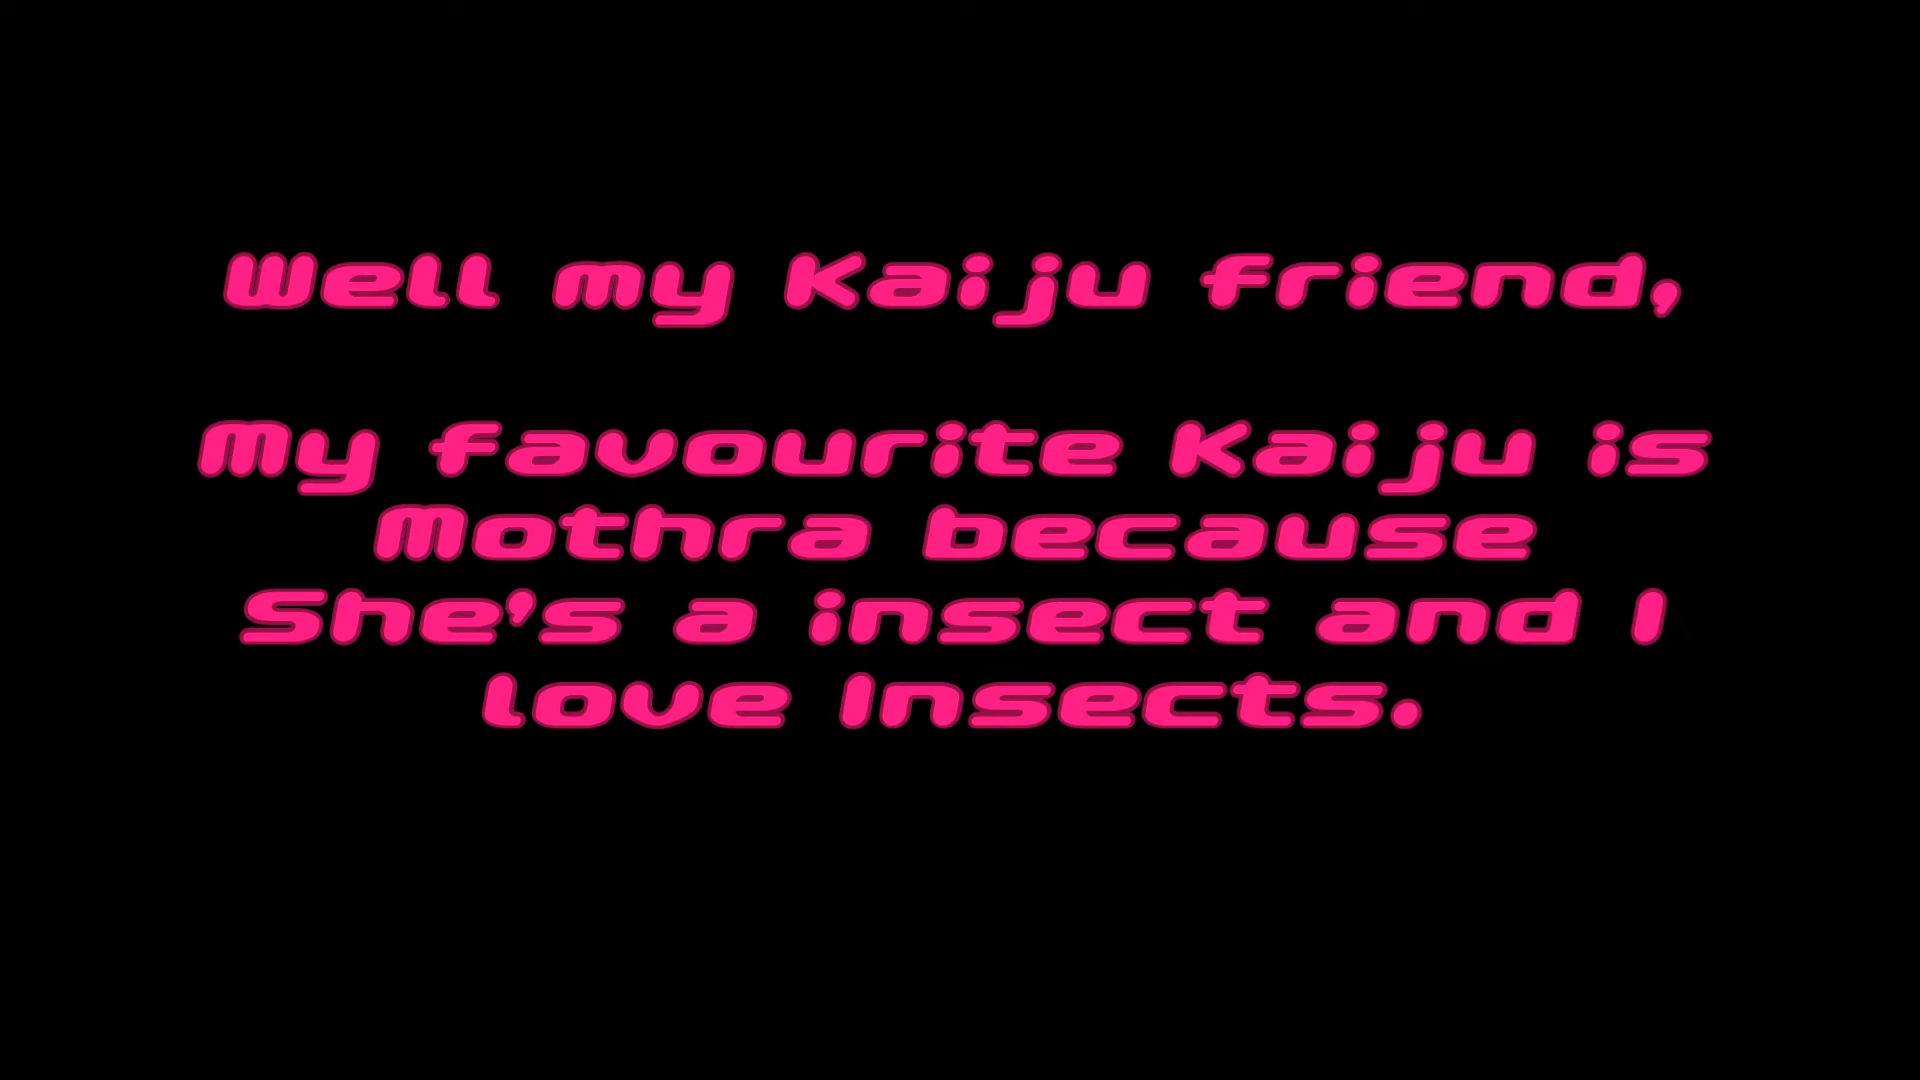 Well my Kaiju friend,
My favourite Kaiju is
Mothra because
She's a insect and I
love Insects.